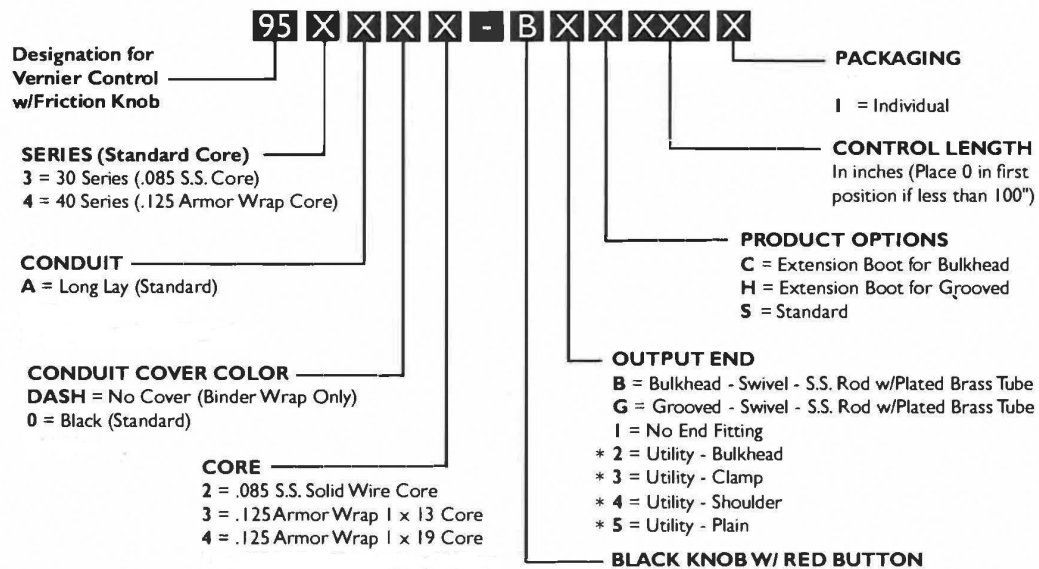 95 X X X X - B X X XXX X
Designation for
Vernier Control
w/Friction Knob
SERIES (Standard Core)
3 = 30 Series (.085 S.S. Core)
4 = 40 Series (.125 Armor Wrap Core)
CONDUIT
A = Long Lay (Standard)
CONDUIT COVER COLOR
DASH = No Cover (Binder Wrap Only)
0 = Black (Standard)
CORE
2 = .085 S.S. Solid Wire Core
3 = .125 Armor Wrap 1 x 13 Core
4 = .125 Armor Wrap 1 x 19 Core
PACKAGING
1 = Individual
CONTROL LENGTH
In inches (Place 0 in first
position if less than 100")
PRODUCT OPTIONS
C = Extension Boot for Bulkhead
H = Extension Boot for Grooved
S = Standard
OUTPUT END
B = Bulkhead - Swivel - S.S. Rod w/Plated Brass Tube
G = Grooved - Swivel - S.S. Rod w/Plated Brass Tube
1 = No End Fitting
* 2 = Utility - Bulkhead
* 3 = Utility - Clamp
* 4 = Utility - Shoulder
* 5 = Utility - Plain
BLACK KNOB W/ RED BUTTON